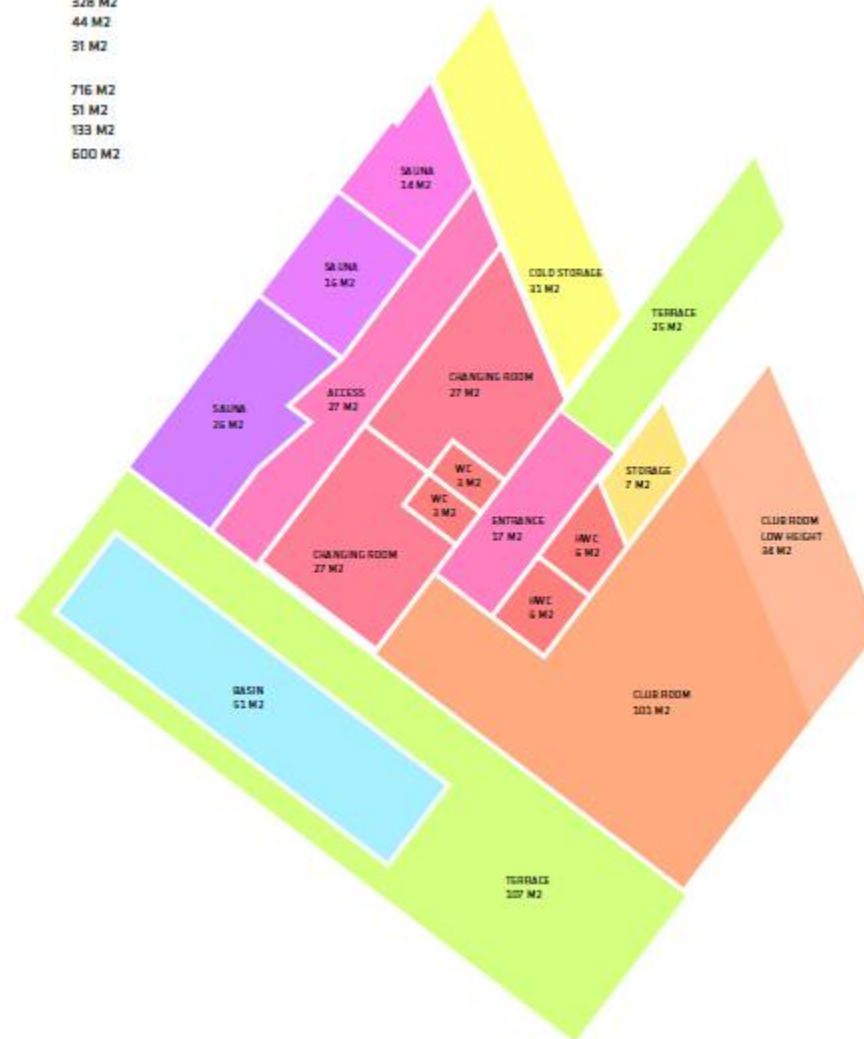 328 M2
44 M2
31 M2
716 M2
51 M2
133 M2
600 M2
SAUNA
14 M2
SAUNA
16 M2
COLD STORAGE
31 M2
TERRACE
25 M2
CHANGING ROOM
27 M2
ACCESS
27 M2
SAUNA
26 M2
WC
3 M2
STORAGE
7 M2
WC
3 M2
ENTRANCE
17 M2
CLUB ROOM
LOW HEIGHT
34 M2
HWC
6 M2
CHANGING ROOM
27 M2
HWC
6 M2
BASIN
51 M2
CLUB ROOM
101 M2
TERRACE
107 M2